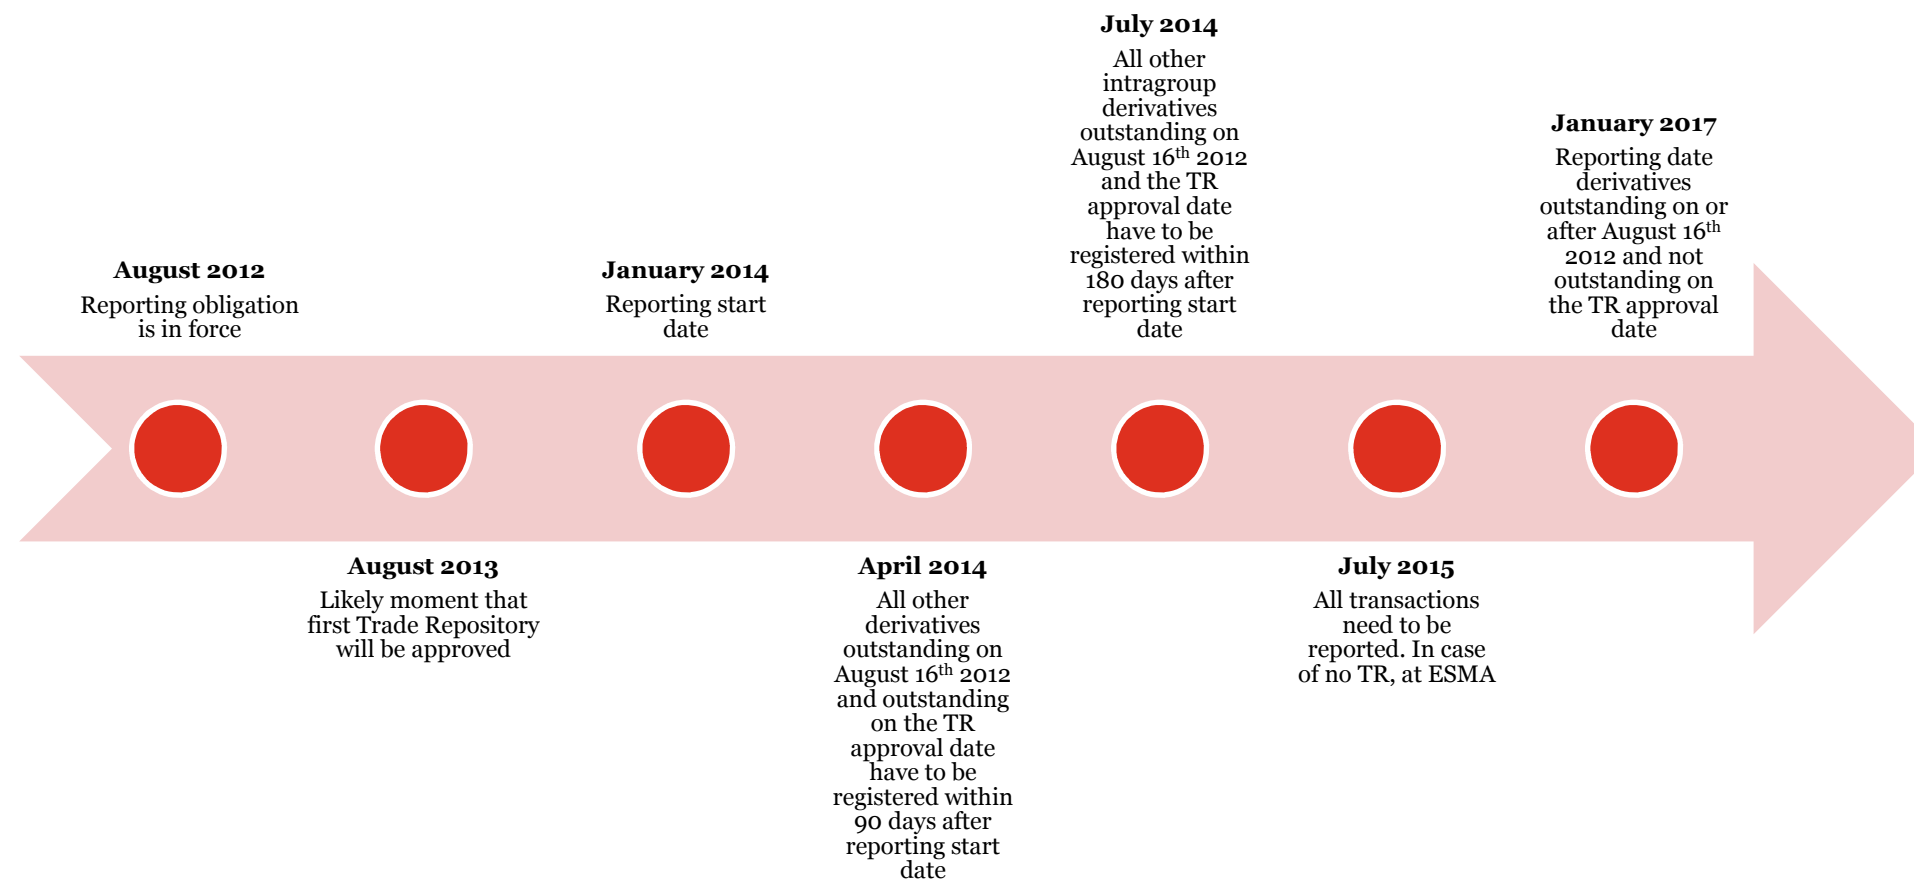 August 2012
Reporting obligation
is in force
August 2013
Likely moment that
first Trade Repository
will be approved
January 2014
Reporting start
date
April 2014
All other
derivatives
outstanding on
August 16th 2012
and outstanding
on the TR
approval date
have to be
registered within
90 days after
reporting start
date
July 2014
All other
intragroup
derivatives
outstanding on
August 16th 2012
and the TR
approval date
have to be
registered within
180 days after
reporting start
date
July 2015
All transactions
need to be
reported. In case
of no TR, at ESMA
January 2017
Reporting date
derivatives
outstanding on or
after August 16th
2012 and not
outstanding on
the TR approval
date